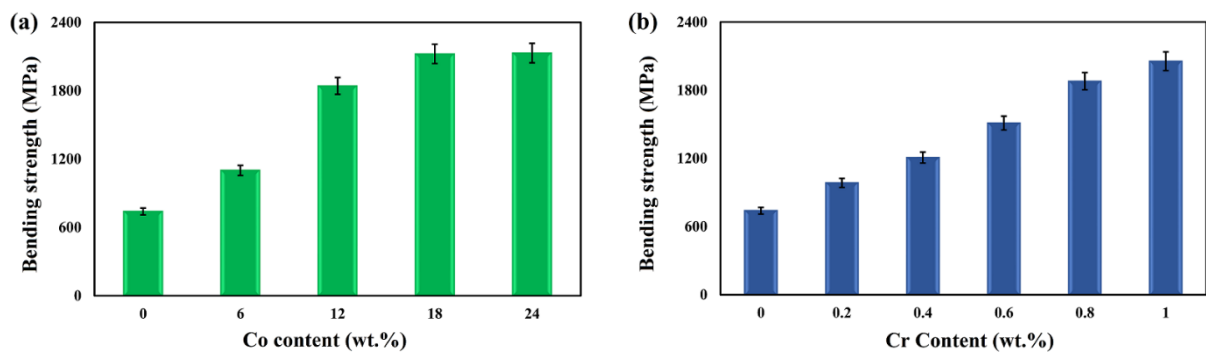 (a)
Bending strength (MPa)
2400
1800
1200
600
0
0 6 12 18 24
Co content (wt.%)
(b)
Bending strength (MPa)
2400
1800
1200
600
0
0 0.2 0.4 0.6 0.8 1
Cr Content (wt.%)